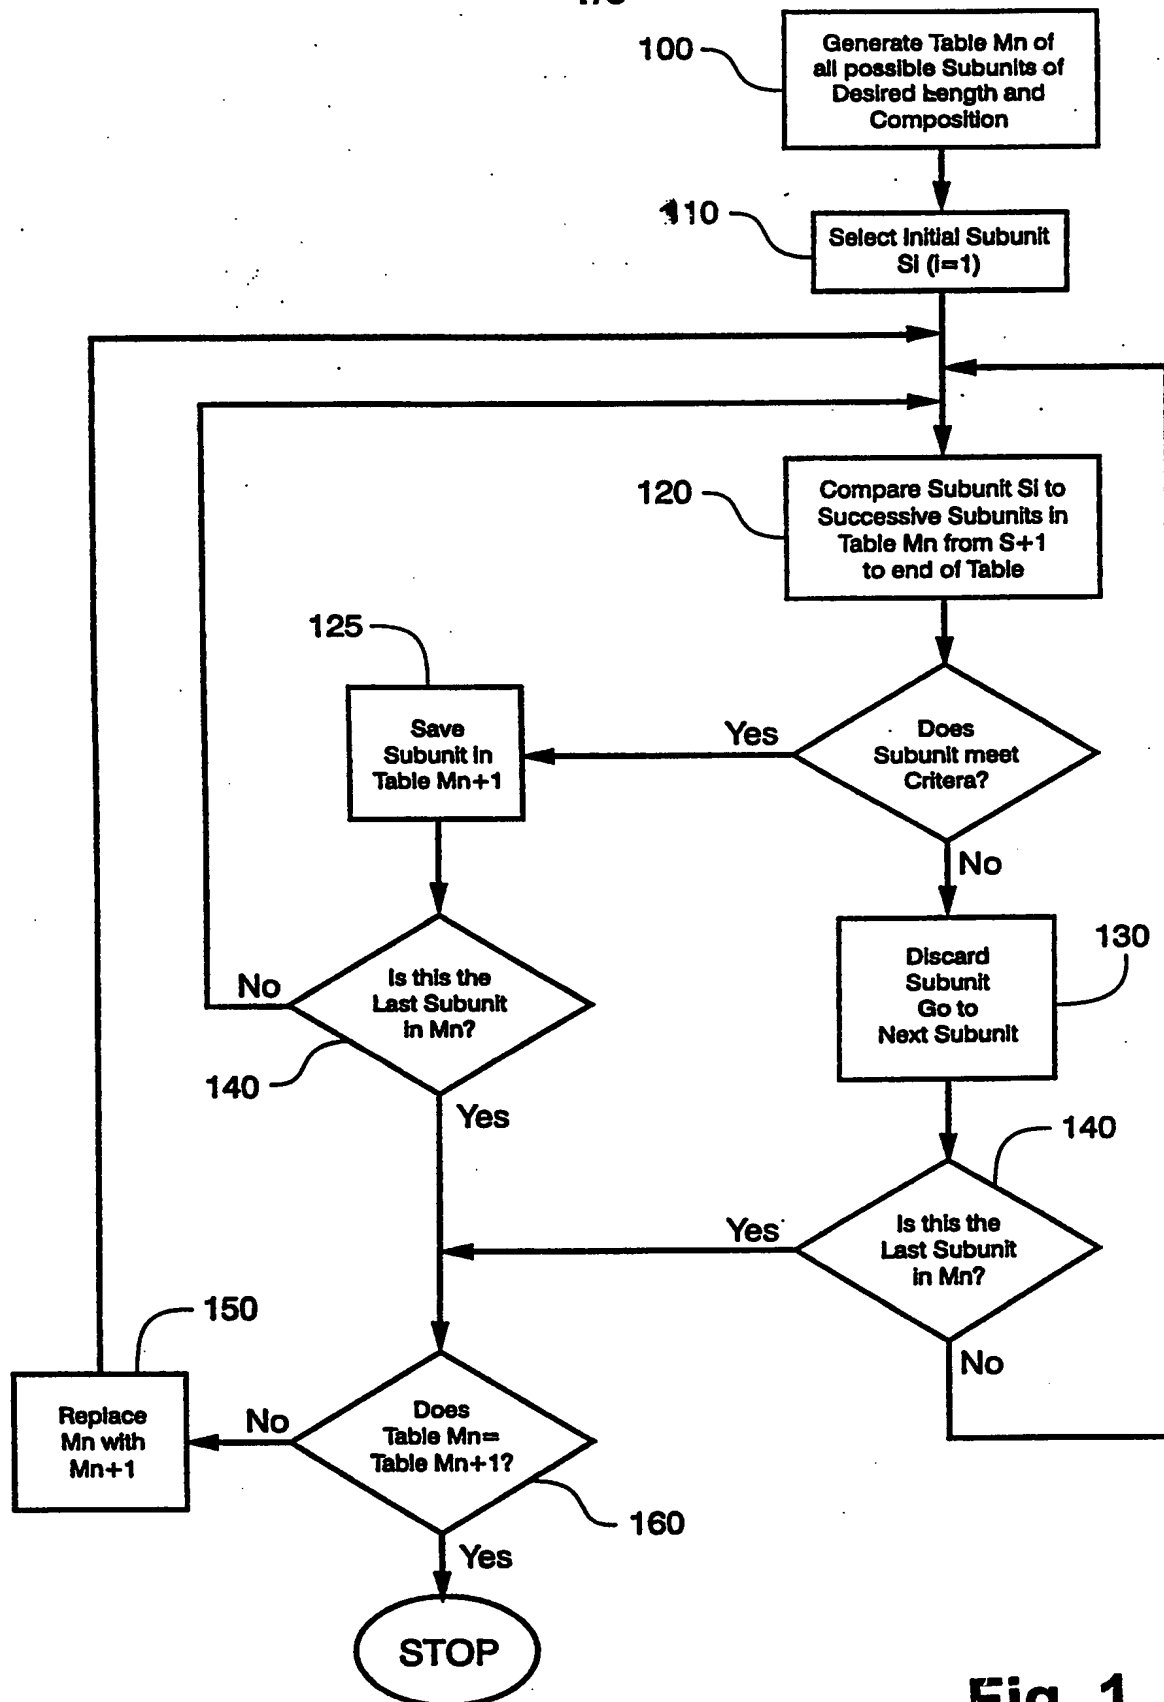 100
Generate Table Mn of
all possible Subunits of
Desired Length and
Composition
110
Select Initial Subunit
Si (i=1)
120
Compare Subunit Si to
Successive Subunits in
Table Mn from S+1
to end of Table
125
Save
Subunit in
Table Mn+1
Yes
Does
Subunit meet
Critera?
No
130
Discard
Subunit
Go to
Next Subunit
No
Is this the
Last Subunit
in Mn?
140
Yes
140
Yes
Is this the
Last Subunit
in Mn?
No
150
Replace
Mn with
Mn+1
No
Does
Table Mn=
Table Mn+1?
160
Yes
STOP
Fig. 1